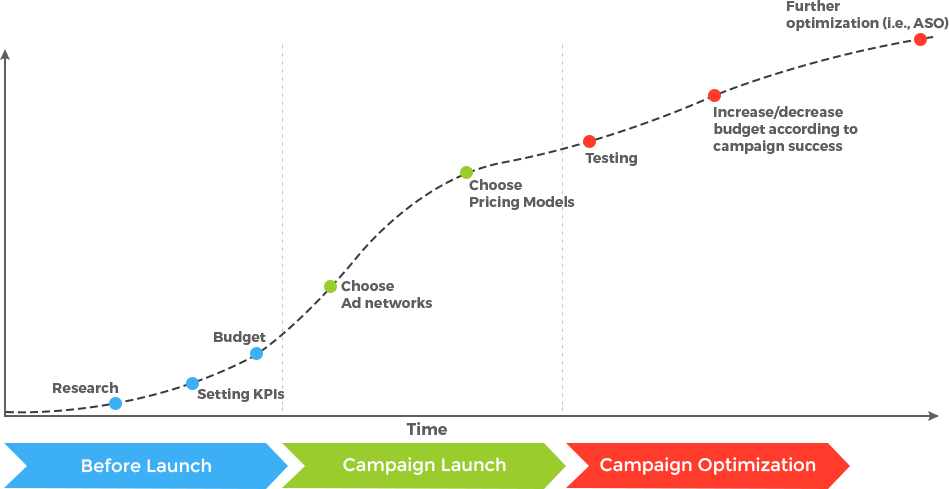 Further
optimization (i.e., ASO)
Increase/decrease
budget according to
campaign success
Testing
Choose
Pricing Models
Choose
Ad networks
Budget
Research
Setting KPIs
Time
Before Launch
Campaign Launch
Campaign Optimization